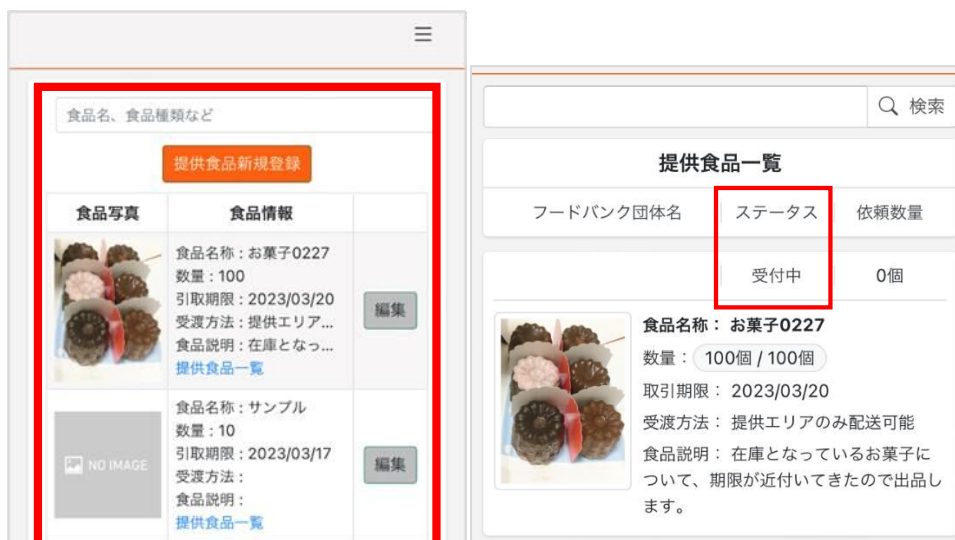 食品名、食品種類など
提供食品新規登録
食品写真 食品情報
食品名称：お菓子0227
数量：100
引取期限：2023/03/20
受渡方法：提供エリア...
食品説明：在庫となっ...
提供食品一覧
編集
NO IMAGE
食品名称：サンプル
数量：10
引取期限：2023/03/17
受渡方法：
食品説明：
提供食品一覧
編集
検索
提供食品一覧
フードバンク団体名 ステータス 依頼数量
受付中 0個
食品名称： お菓子0227
数量： 100個 / 100個
取引期限： 2023/03/20
受渡方法： 提供エリアのみ配送可能
食品説明： 在庫となっているお菓子に
ついて、期限が近付いてきたので出品し
ます。